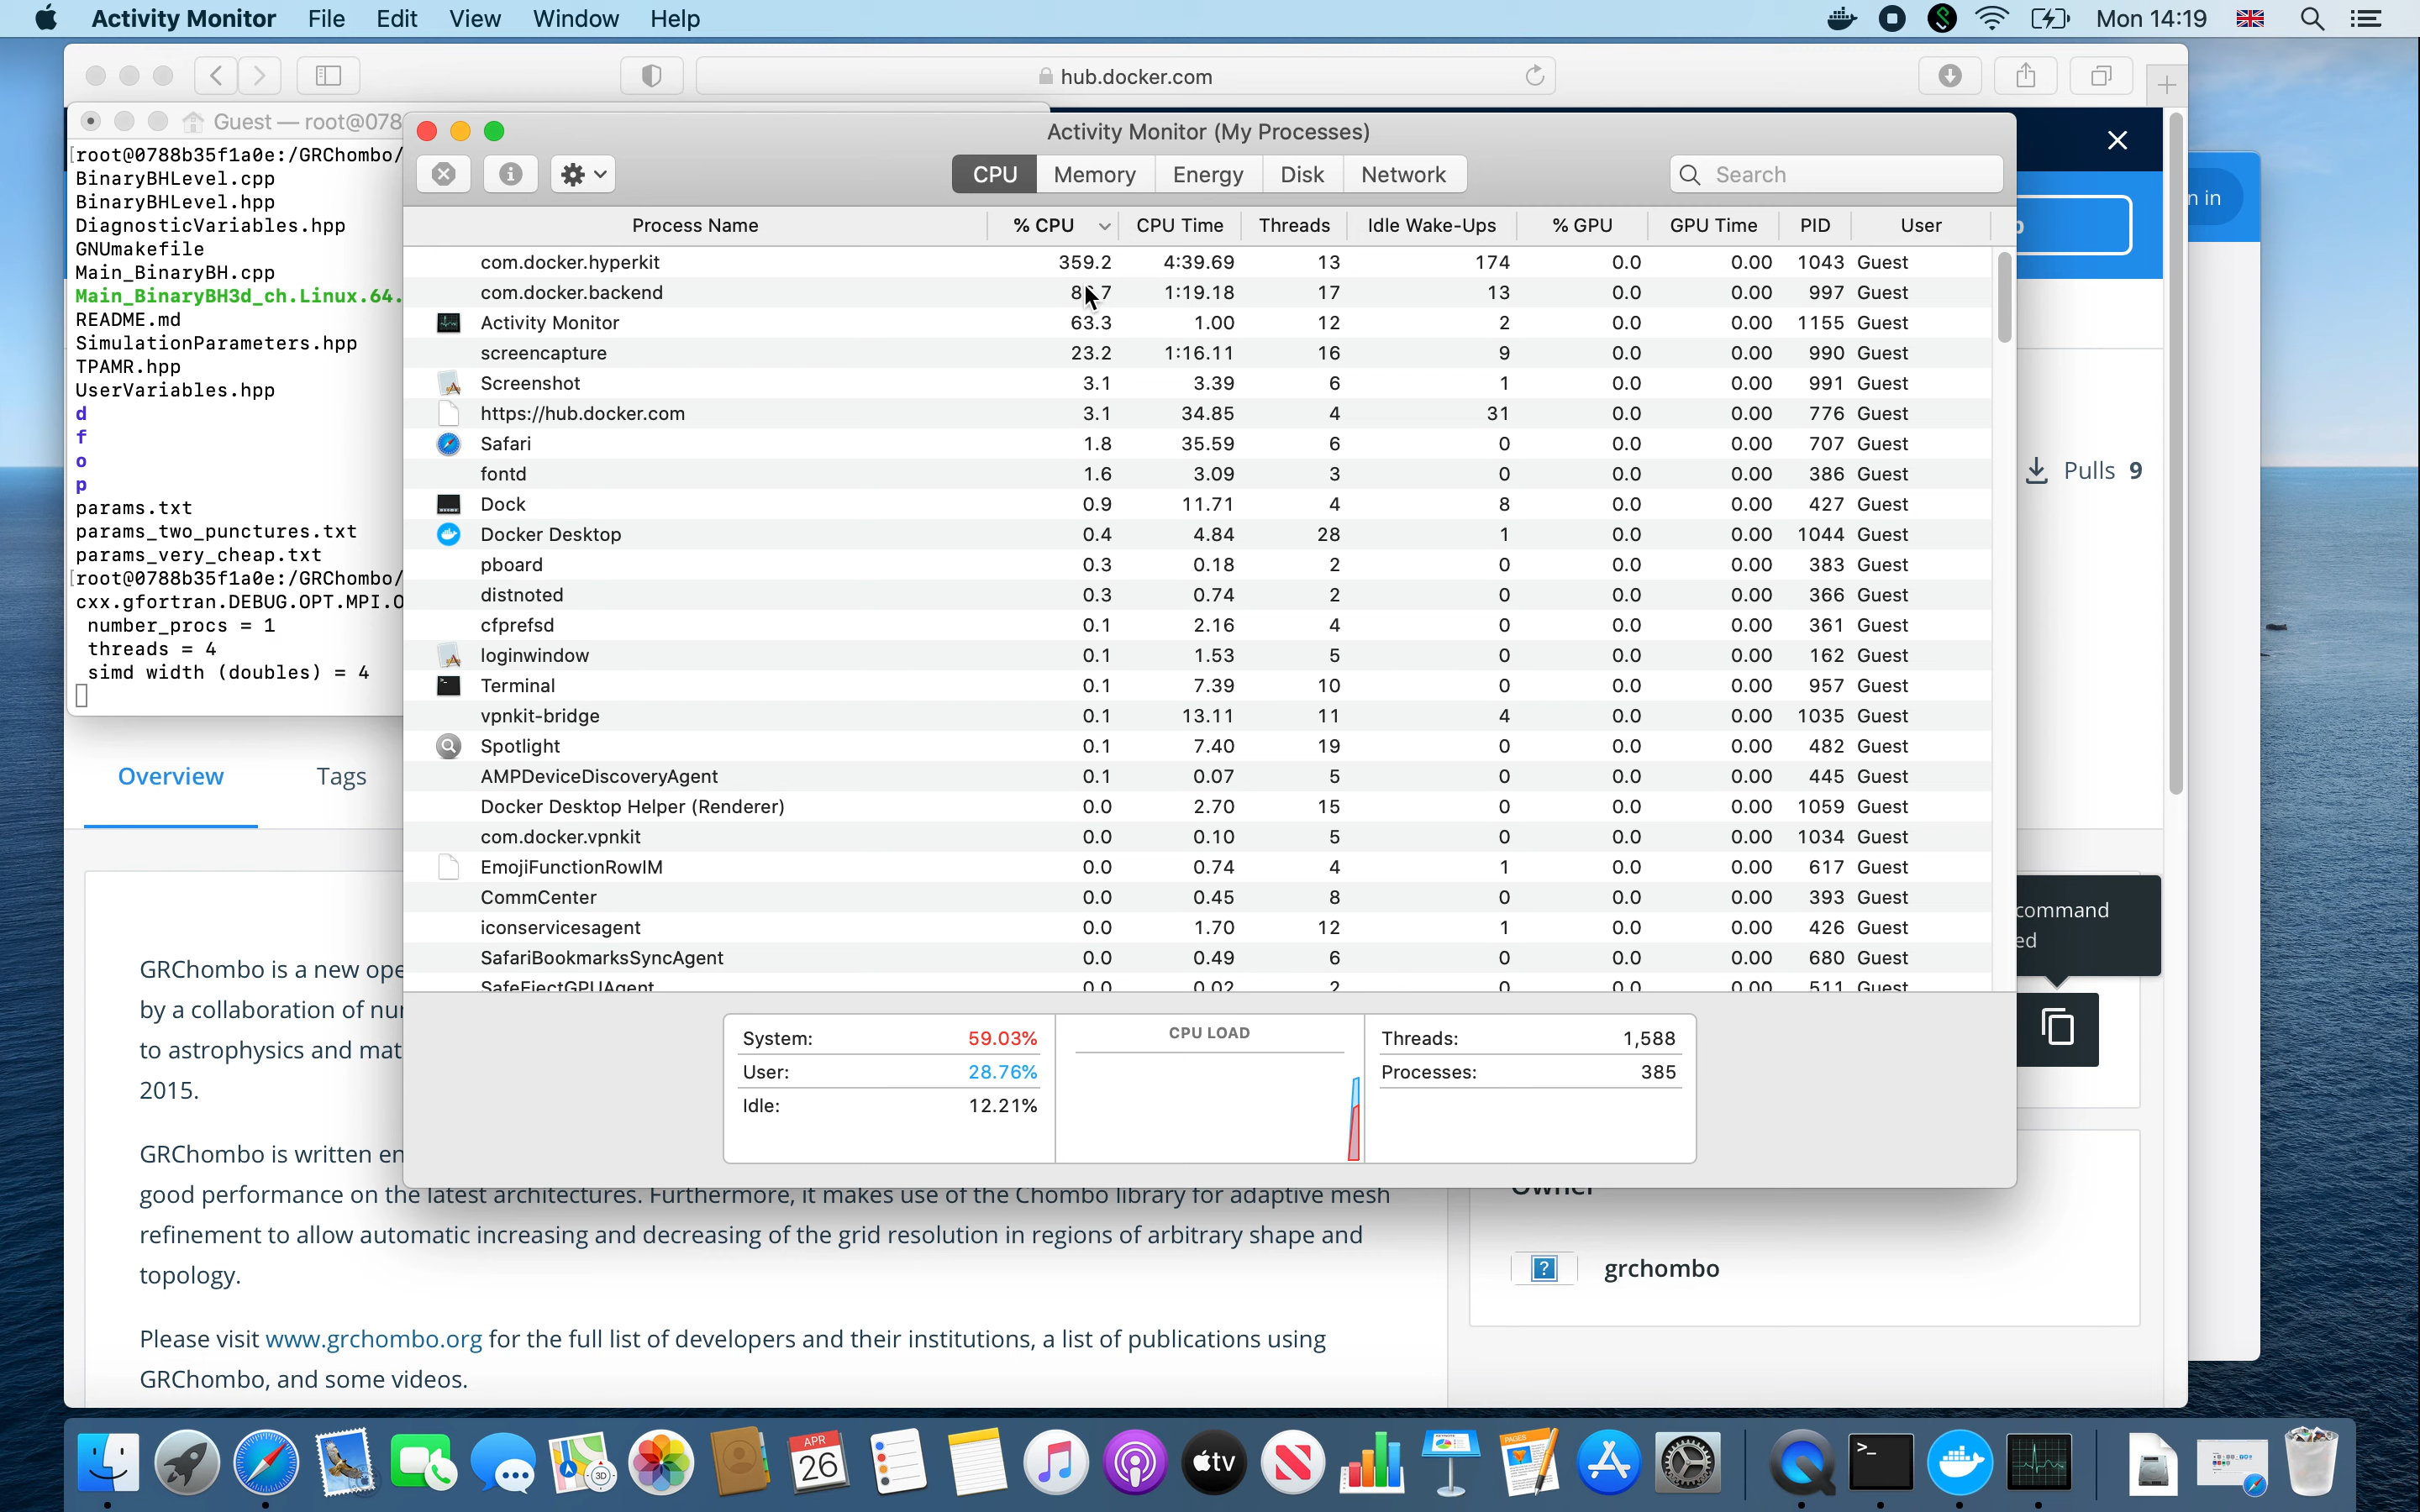 Activity Monitor File Edit View Window Help Mon 14:19
hub.docker.com
Guest — root@078
[root@0788b35f1a0e:/GRChombo/
BinaryBHLevel.cpp
BinaryBHLevel.hpp
DiagnosticVariables.hpp
GNUmakefile
Main_BinaryBH.cpp
Main_BinaryBH3d_ch.Linux.64.
README.md
SimulationParameters.hpp
TPAMR.hpp
UserVariables.hpp
d
f
o
p
params.txt
params_two_punctures.txt
params_very_cheap.txt
[root@0788b35f1a0e:/GRChombo/
cxx.gfortran.DEBUG.OPT.MPI.O
number_procs = 1
threads = 4
simd width (doubles) = 4
Activity Monitor (My Processes)
CPU Memory Energy Disk Network Search
Process Name % CPU CPU Time Threads Idle Wake-Ups % GPU GPU Time PID User
com.docker.hyperkit 359.2 4:39.69 13 174 0.0 0.00 1043 Guest
com.docker.backend 1:19.18 17 13 0.0 0.00 997 Guest
Activity Monitor 63.3 1.00 12 2 0.0 0.00 1155 Guest
screencapture 23.2 1:16.11 16 9 0.0 0.00 990 Guest
Screenshot 3.1 3.39 6 1 0.0 0.00 991 Guest
https://hub.docker.com 3.1 34.85 4 31 0.0 0.00 776 Guest
Safari 1.8 35.59 6 0 0.0 0.00 707 Guest
fontd 1.6 3.09 3 0 0.0 0.00 386 Guest
Dock 0.9 11.71 4 8 0.0 0.00 427 Guest
Docker Desktop 0.4 4.84 28 1 0.0 0.00 1044 Guest
pboard 0.3 0.18 2 0 0.0 0.00 383 Guest
distnoted 0.3 0.74 2 0 0.0 0.00 366 Guest
cfprefsd 0.1 2.16 4 0 0.0 0.00 361 Guest
loginwindow 0.1 1.53 5 0 0.0 0.00 162 Guest
Terminal 0.1 7.39 10 0 0.0 0.00 957 Guest
vpnkit-bridge 0.1 13.11 11 4 0.0 0.00 1035 Guest
Spotlight 0.1 7.40 19 0 0.0 0.00 482 Guest
AMPDeviceDiscoveryAgent 0.1 0.07 5 0 0.0 0.00 445 Guest
Docker Desktop Helper (Renderer) 0.0 2.70 15 0 0.0 0.00 1059 Guest
com.docker.vpnkit 0.0 0.10 5 0 0.0 0.00 1034 Guest
EmojiFunctionRowIM 0.0 0.74 4 1 0.0 0.00 617 Guest
CommCenter 0.0 0.45 8 0 0.0 0.00 393 Guest
iconservicesagent 0.0 1.70 12 1 0.0 0.00 426 Guest
SafariBookmarksSyncAgent 0.0 0.49 6 0 0.0 0.00 680 Guest
SafeEjectGPUAgent 0.0 0.02 2 0 0.0 0.00 511 Guest
System: 59.03%
User: 28.76%
Idle: 12.21%
CPU LOAD
Threads: 1,588
Processes: 385
n in
Pulls 9
command
ed
Overview Tags
GRChombo is a new ope
by a collaboration of nu
to astrophysics and mat
2015.
GRChombo is written en
good performance on the latest architectures. Furthermore, it makes use of the Chombo library for adaptive mesh
refinement to allow automatic increasing and decreasing of the grid resolution in regions of arbitrary shape and
topology.
Please visit www.grchombo.org for the full list of developers and their institutions, a list of publications using
GRChombo, and some videos.
Owner
grchombo
APR
26
3D
tv
PAGES